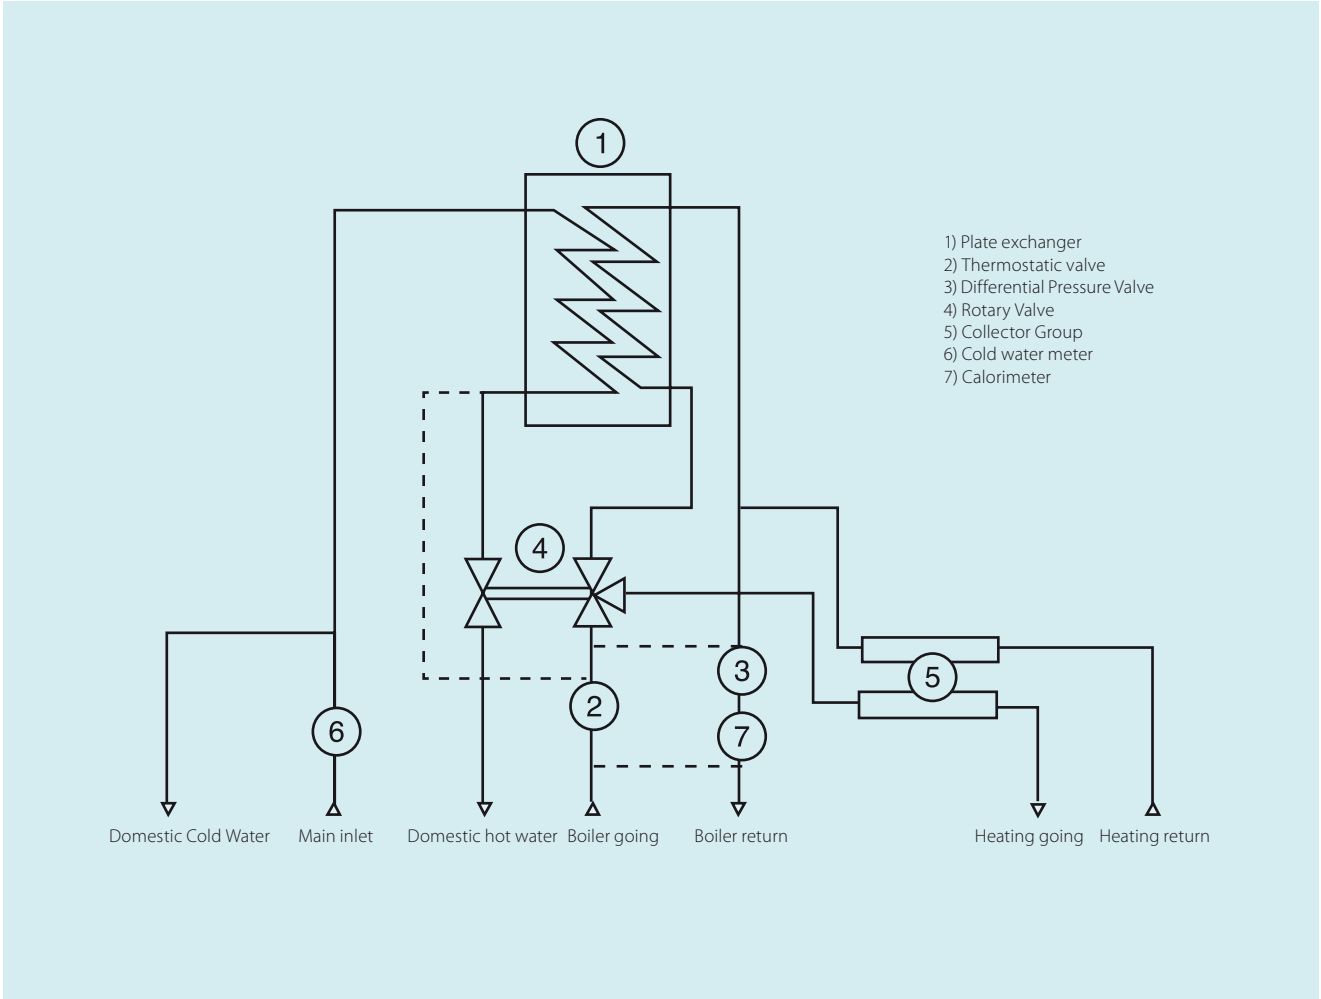 1
1) Plate exchanger
2) Thermostatic valve
3) Differential Pressure Valve
4) Rotary Valve
5) Collector Group
6) Cold water meter
7) Calorimeter
4
3
5
2
6
7
Domestic Cold Water
Main inlet
Domestic hot water
Boiler going
Boiler return
Heating going
Heating return